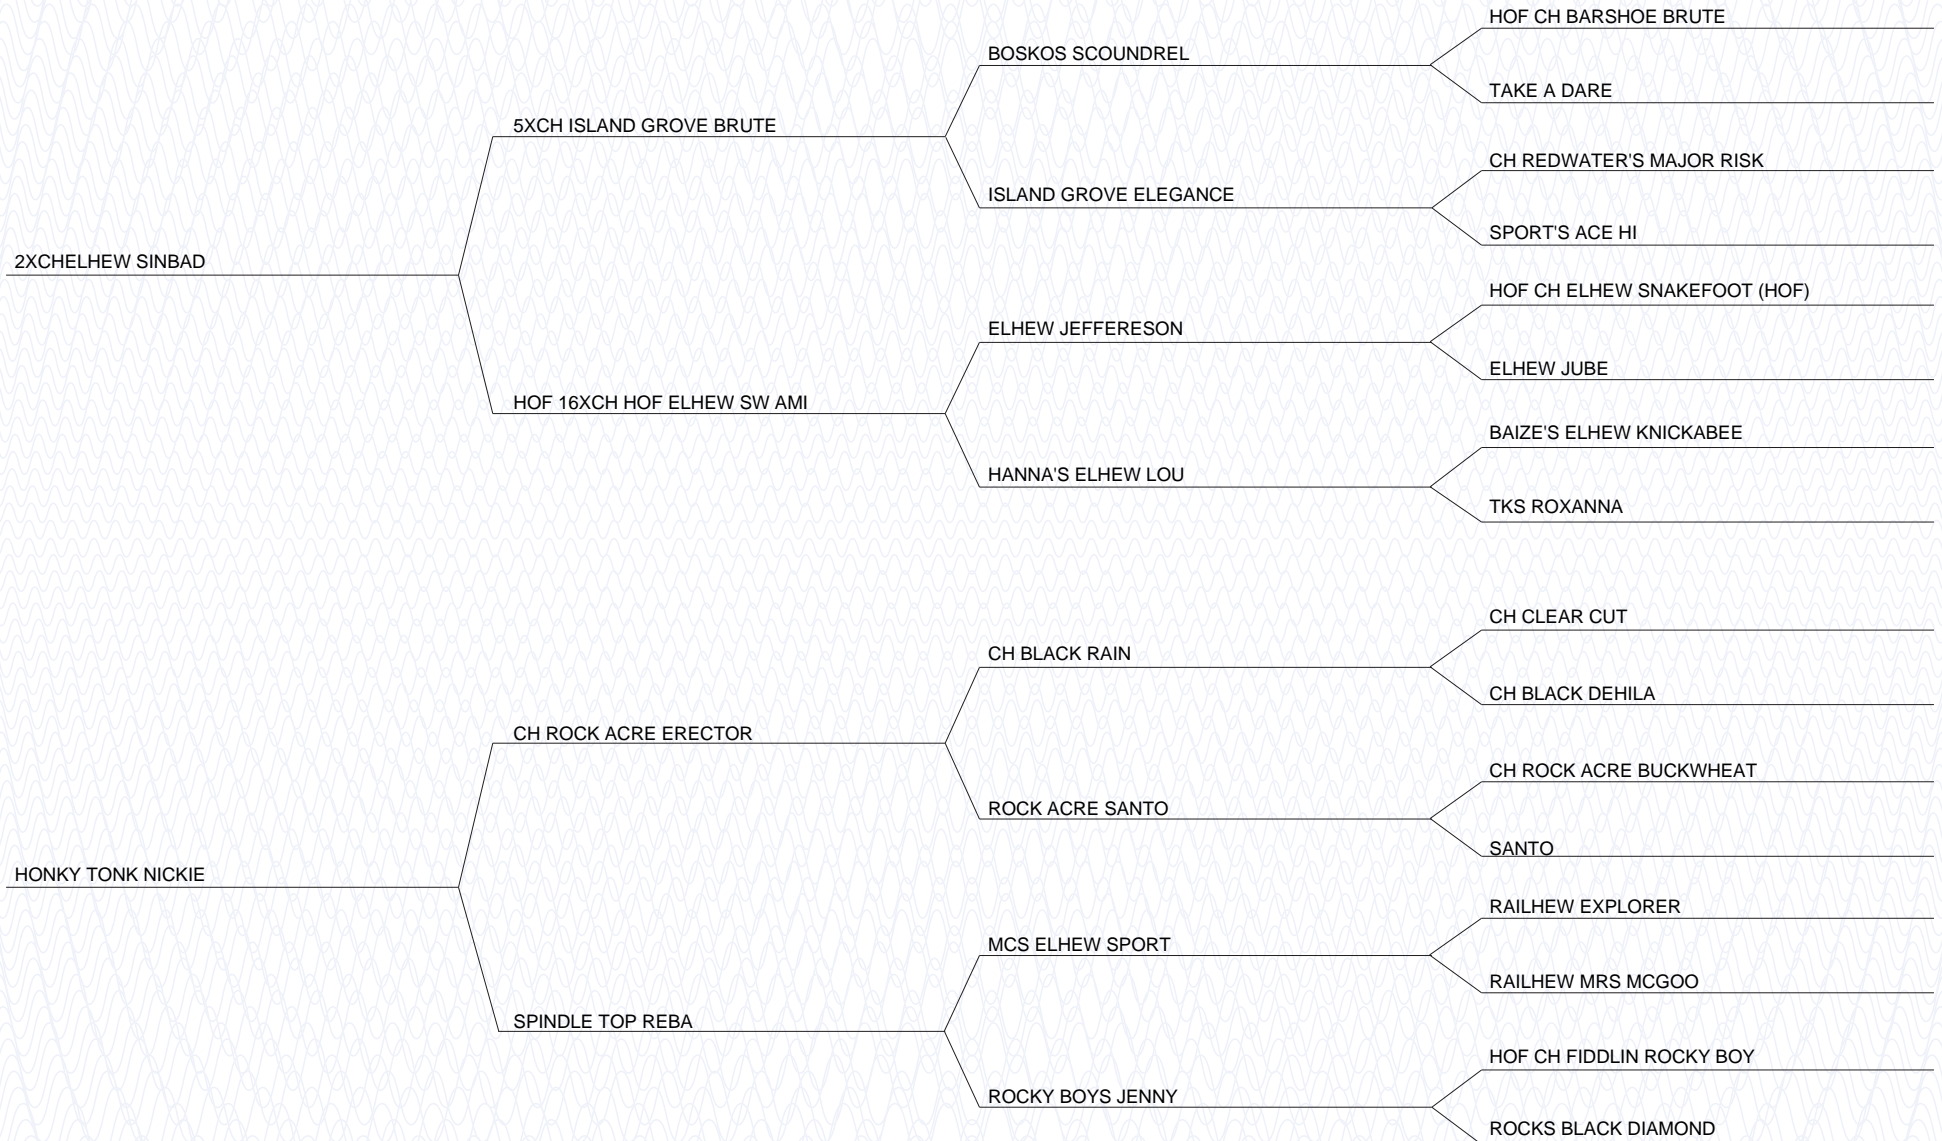 HOF CH BARSHOE BRUTE
BOSKOS SCOUNDREL
TAKE A DARE
5XCH ISLAND GROVE BRUTE
CH REDWATER'S MAJOR RISK
ISLAND GROVE ELEGANCE
SPORT'S ACE HI
2XCHELHEW SINBAD
HOF CH ELHEW SNAKEFOOT (HOF)
ELHEW JEFFERESON
ELHEW JUBE
HOF 16XCH HOF ELHEW SW AMI
BAIZE'S ELHEW KNICKABEE
HANNA'S ELHEW LOU
TKS ROXANNA
CH CLEAR CUT
CH BLACK RAIN
CH BLACK DEHILA
CH ROCK ACRE ERECTOR
CH ROCK ACRE BUCKWHEAT
ROCK ACRE SANTO
SANTO
HONKY TONK NICKIE
RAILHEW EXPLORER
MCS ELHEW SPORT
RAILHEW MRS MCGOO
SPINDLE TOP REBA
HOF CH FIDDLIN ROCKY BOY
ROCKY BOYS JENNY
ROCKS BLACK DIAMOND